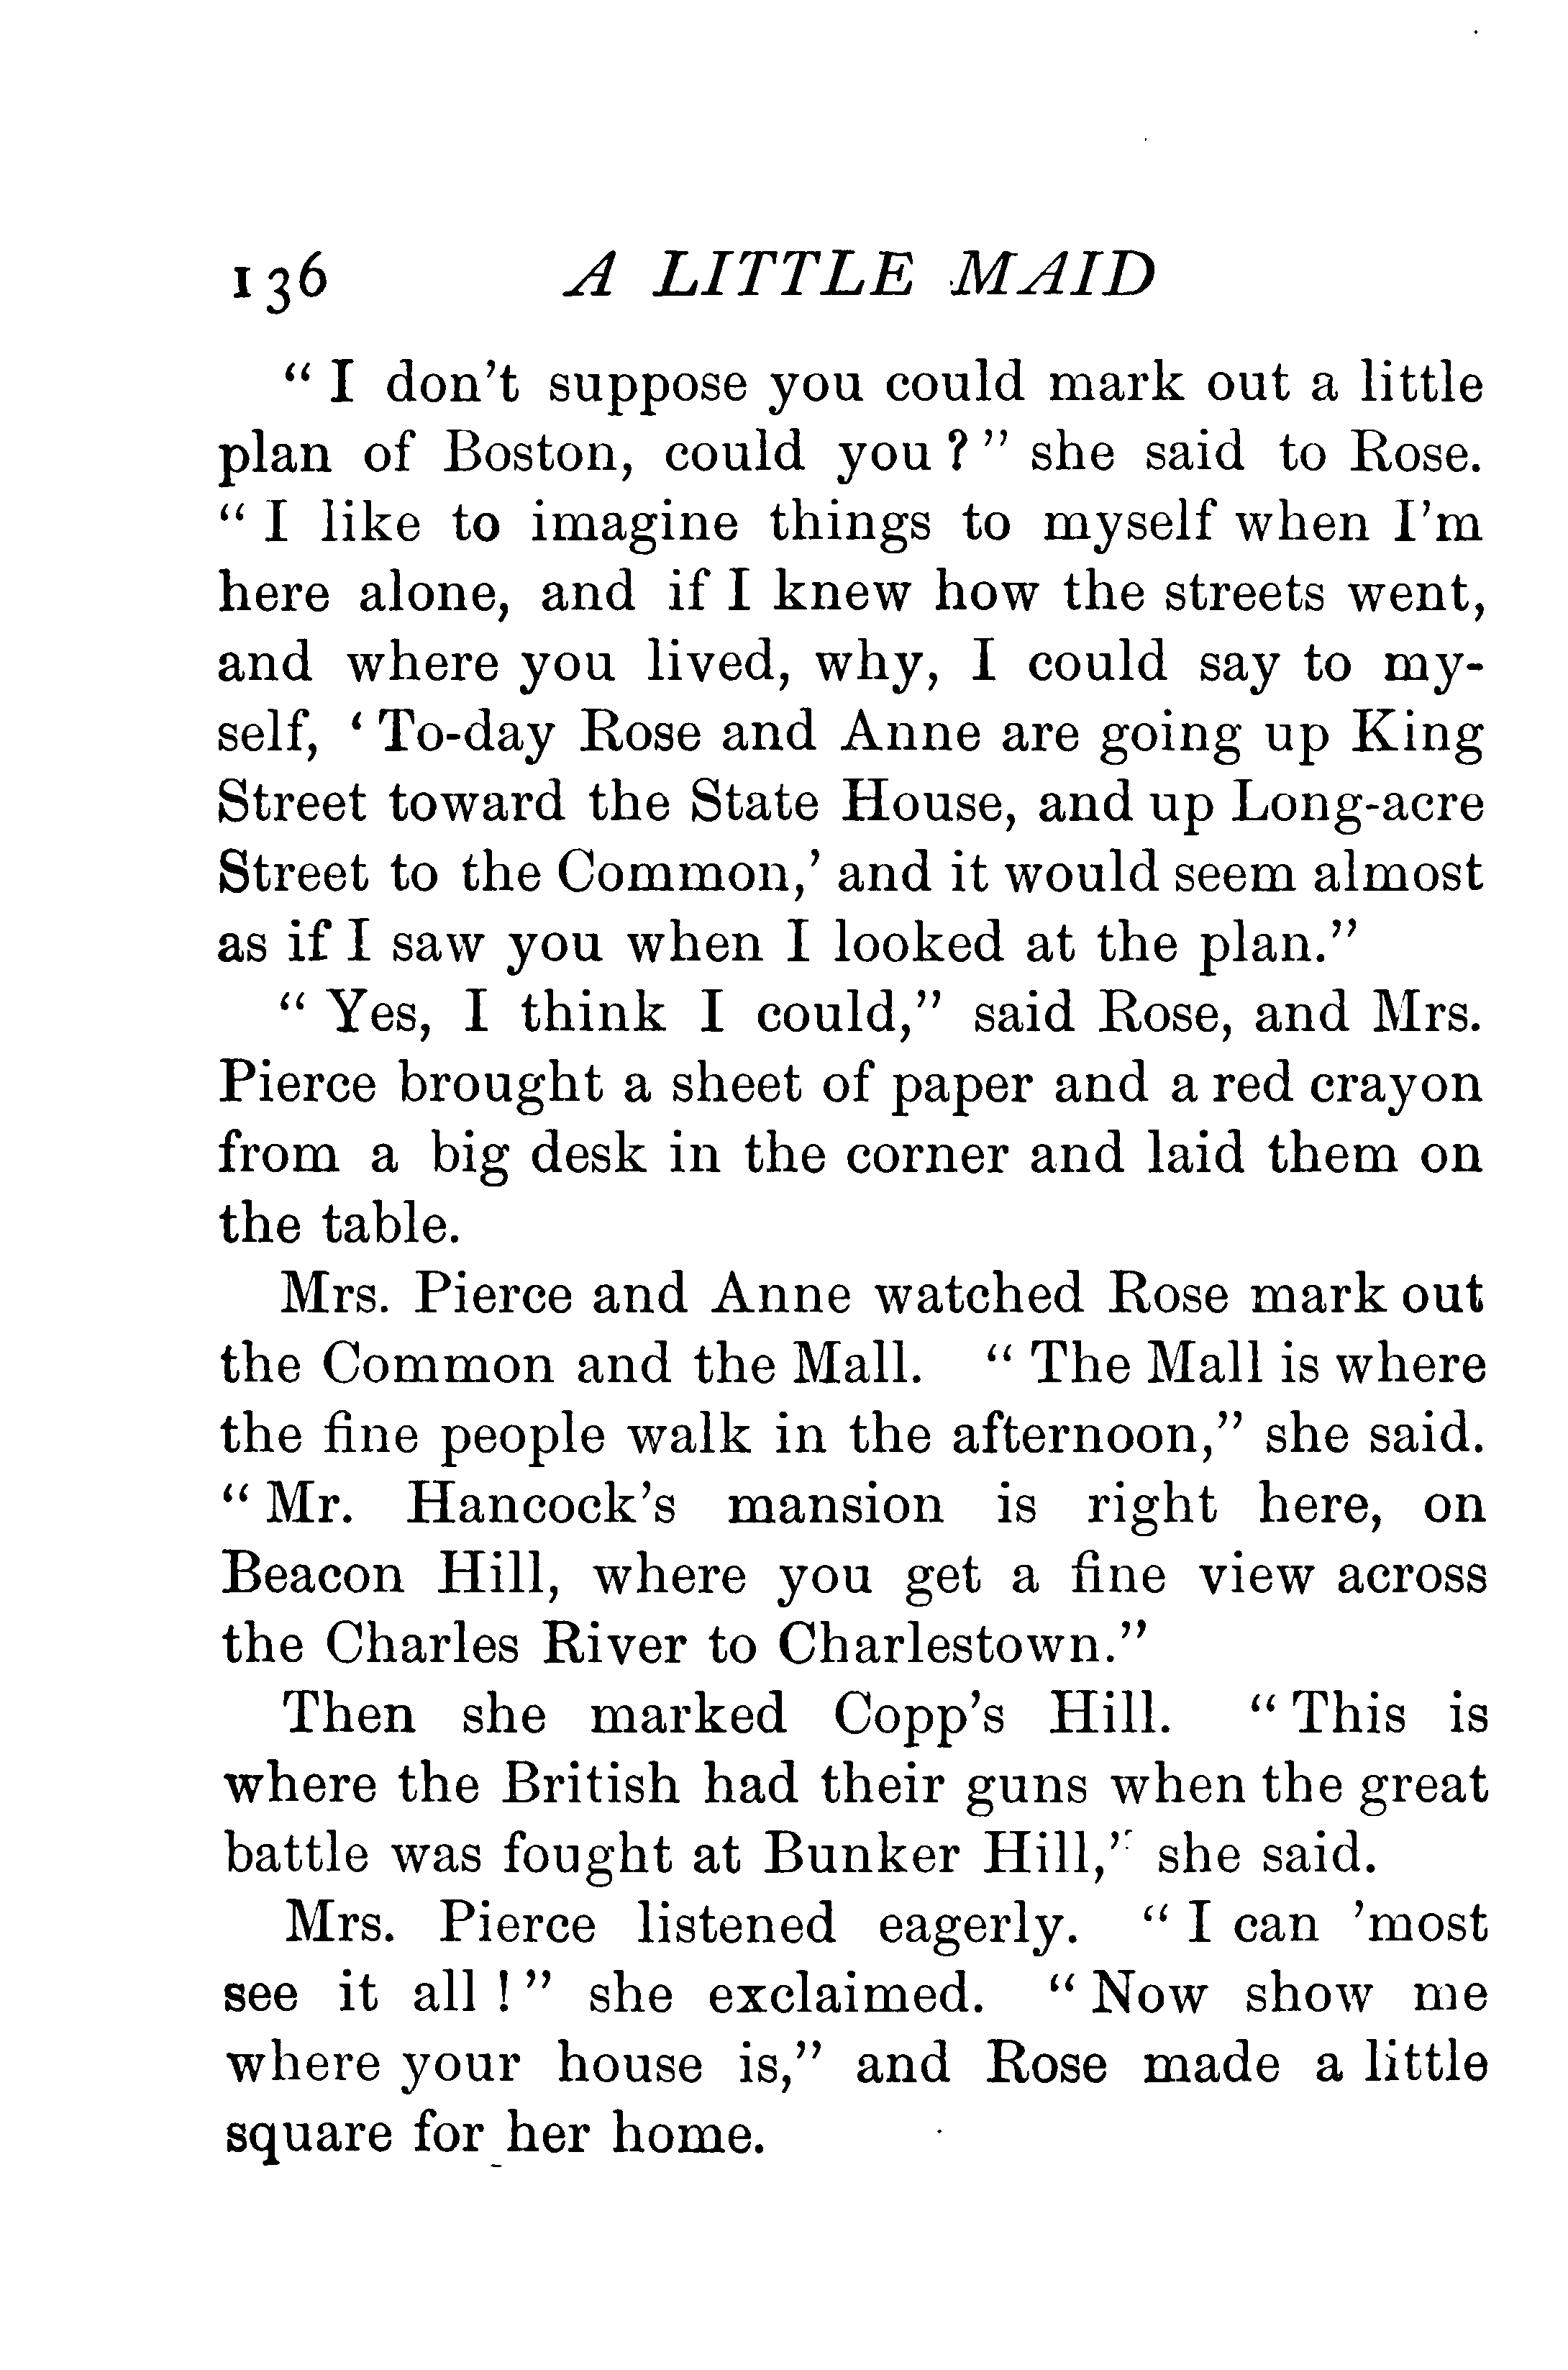 136 A LITTLE MAID
“ I don’t suppose you could mark out a little
plan of Boston, could you ? ” she said to Rose.
“ I like to imagine things to myself when I’m
here alone, and if I knew how the streets went,
and where you lived, why, I could say to my-
self, ‘ To-day Rose and Anne are going up King
Street toward the State House, and up Long-acre
Street to the Common,’ and it would seem almost
as if I saw you when I looked at the plan.”
“ Yes, I think I could,” said Rose, and Mrs.
Pierce brought a sheet of paper and a red crayon
from a big desk in the corner and laid them on
the table.
Mrs. Pierce and Anne watched Rose mark out
the Common and the Mall. “ The Mall is where
the fine people walk in the afternoon,” she said.
“ Mr. Hancock’s mansion is right here, on
Beacon Hill, where you get a fine view across
the Charles River to Charlestown.”
Then she marked Copp’s Hill. “ This is
where the British had their guns when the great
battle was fought at Bunker Hill,” she said.
Mrs. Pierce listened eagerly. “ I can ’most
see it all ! ” she exclaimed. “ Now show me
where your house is,” and Rose made a little
square for her home.